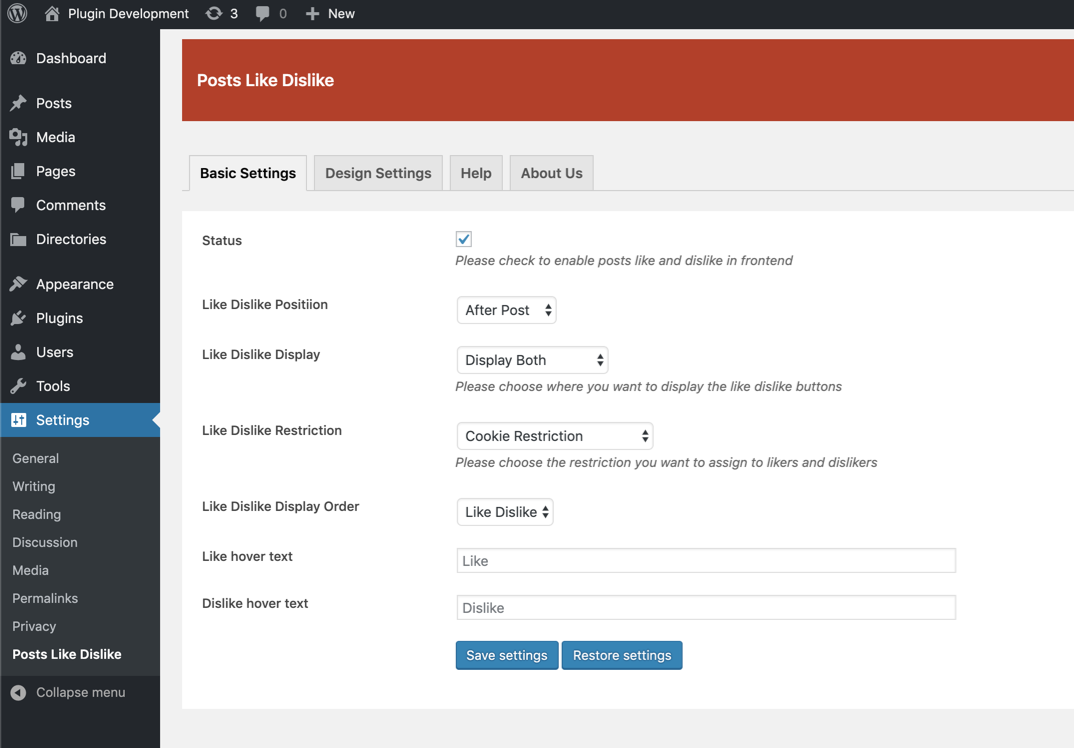 Plugin Development 3 0 New
Dashboard
Posts
Media
Pages
Comments
Directories
Appearance
Plugins
Users
Tools
Settings
General
Writing
Reading
Discussion
Media
Permalinks
Privacy
Posts Like Dislike
Collapse menu
Posts Like Dislike
Basic Settings Design Settings Help About Us
Status
Please check to enable posts like and dislike in frontend
Like Dislike Positiion After Post
Like Dislike Display Display Both
Please choose where you want to display the like dislike buttons
Like Dislike Restriction Cookie Restriction
Please choose the restriction you want to assign to likers and dislikers
Like Dislike Display Order Like Dislike
Like hover text Like
Dislike hover text Dislike
Save settings Restore settings